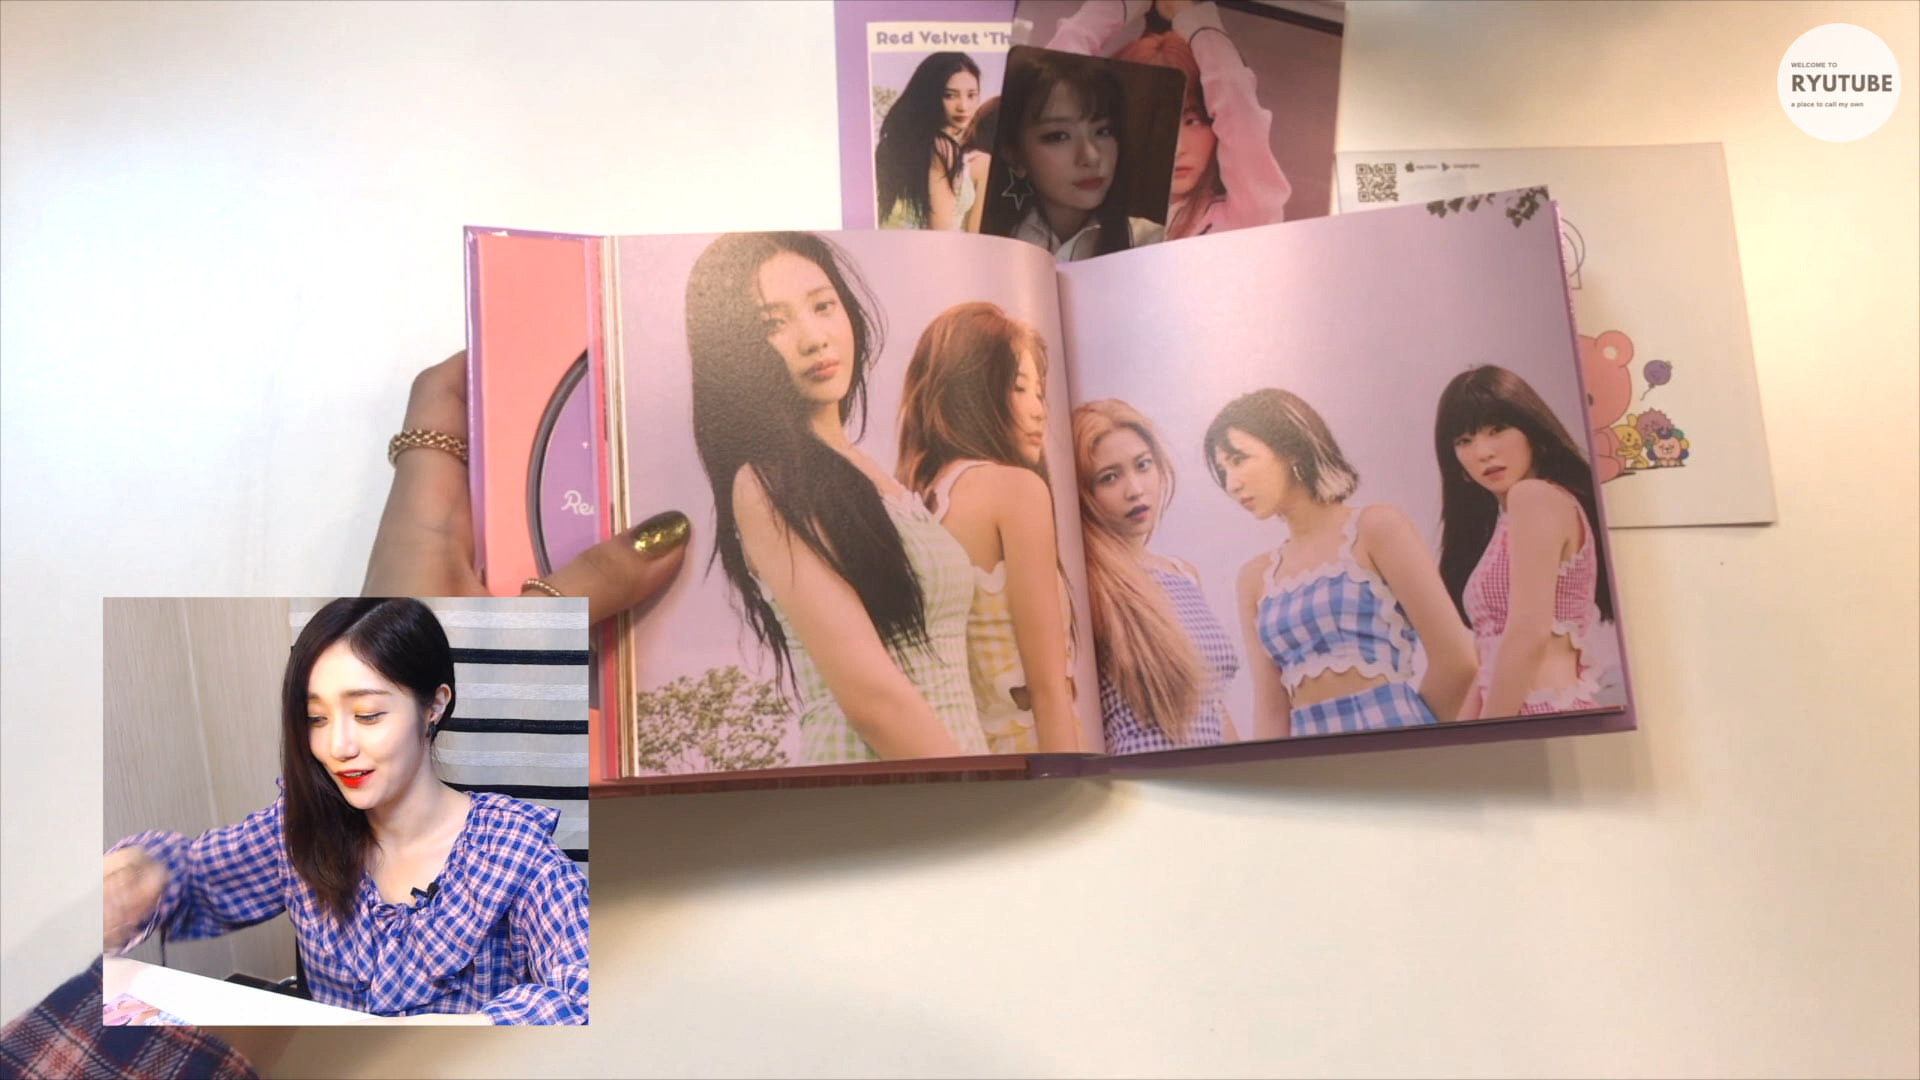 Red Velvet 'Th
WELCOME TO
RYUTUBE
a place to call my own
Re